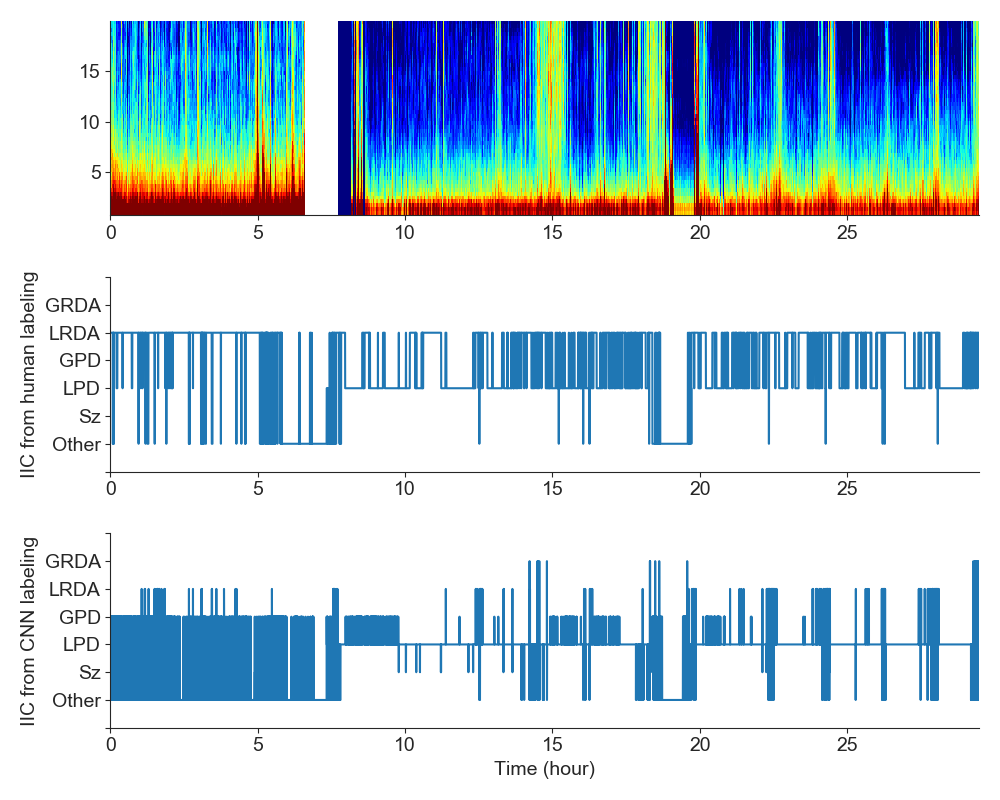 15
10
5
0 5 10 15 20 25
IIC from human labeling
GRDA
LRDA
GPD
LPD
Sz
Other
0 5 10 15 20 25
IIC from CNN labeling
GRDA
LRDA
GPD
LPD
Sz
Other
0 5 10 15 20 25
Time (hour)